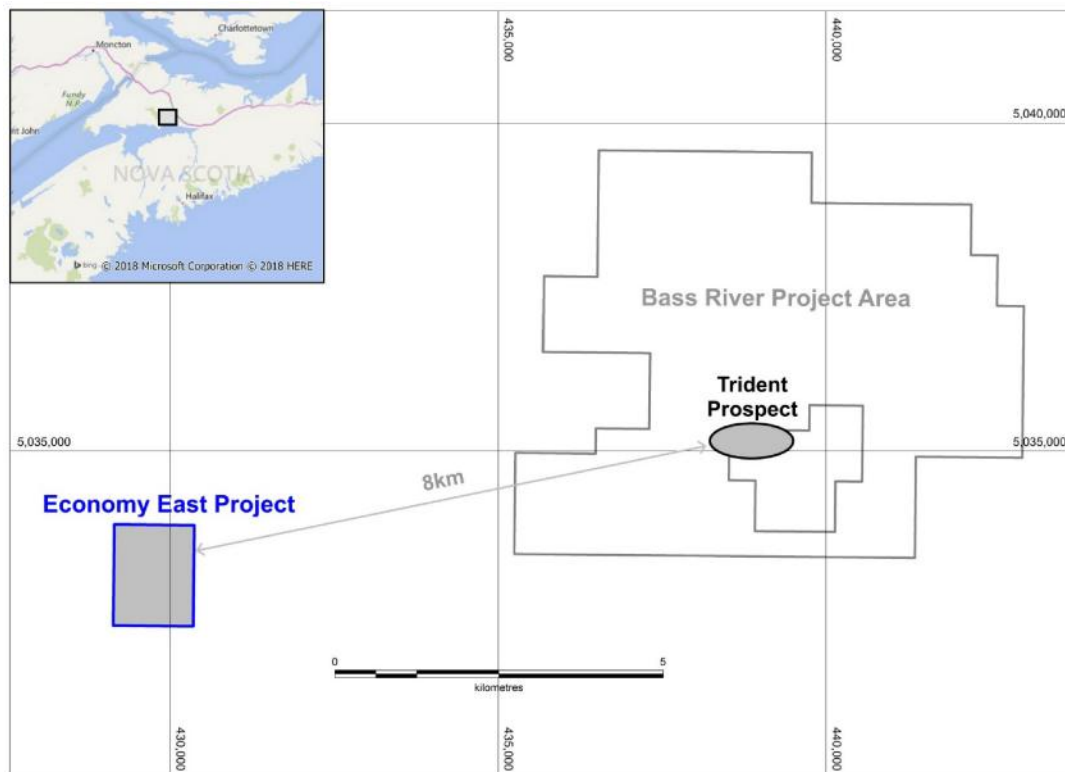 Charlottetown
Moncton
Fundy
N.P.
NOVA SCOTIA
Halifax
bing © 2018 Microsoft Corporation © 2018 HERE
435,000
440,000
5,040,000
Bass River Project Area
Trident
Prospect
5,035,000
5,035,000
8km
Economy East Project
0
5
kilometres
430,000
435,000
440,000